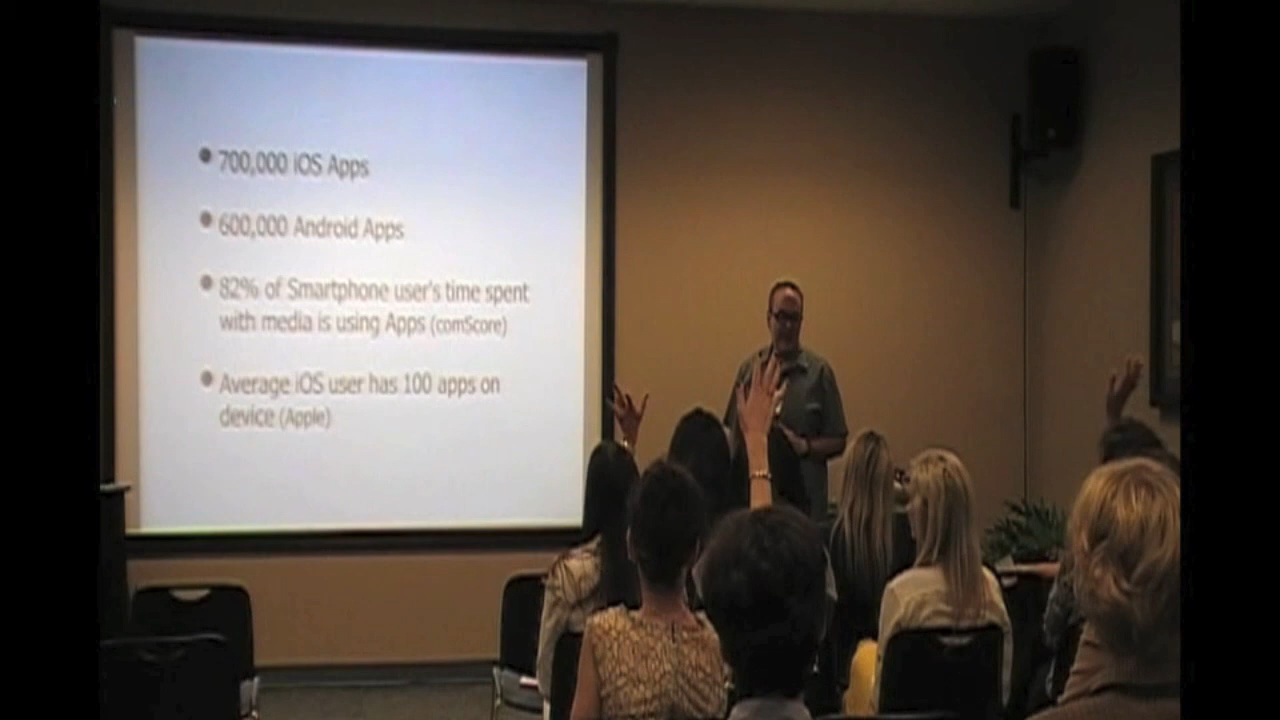 700,000 iOS Apps
600,000 Android Apps
82% of Smartphone user's time spent
with media is using Apps (comScore)
Average iOS user has 100 apps on
device (Apple)